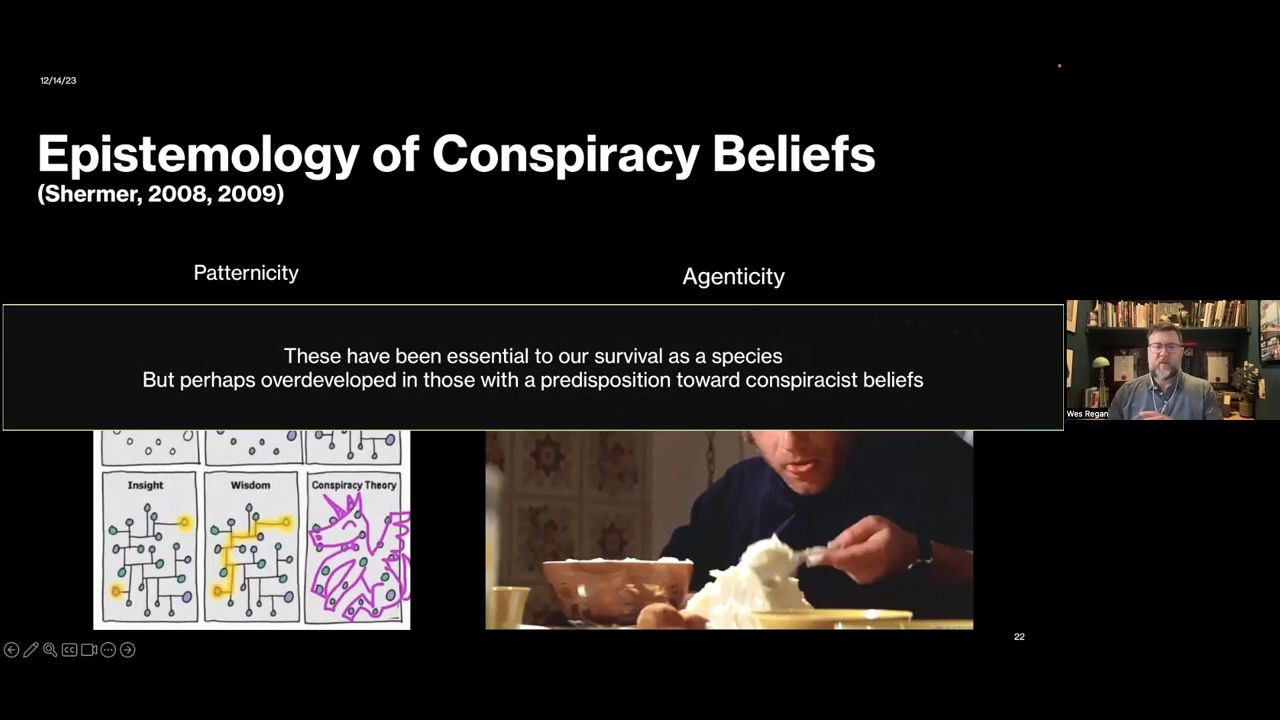 12/14/23
Epistemology of Conspiracy Beliefs
(Shermer, 2008, 2009)
Patternicity
Agenticity
These have been essential to our survival as a species
But perhaps overdeveloped in those with a predisposition toward conspiracist beliefs
Wes Regan
Insight
Wisdom
Conspiracy Theory
22
CC